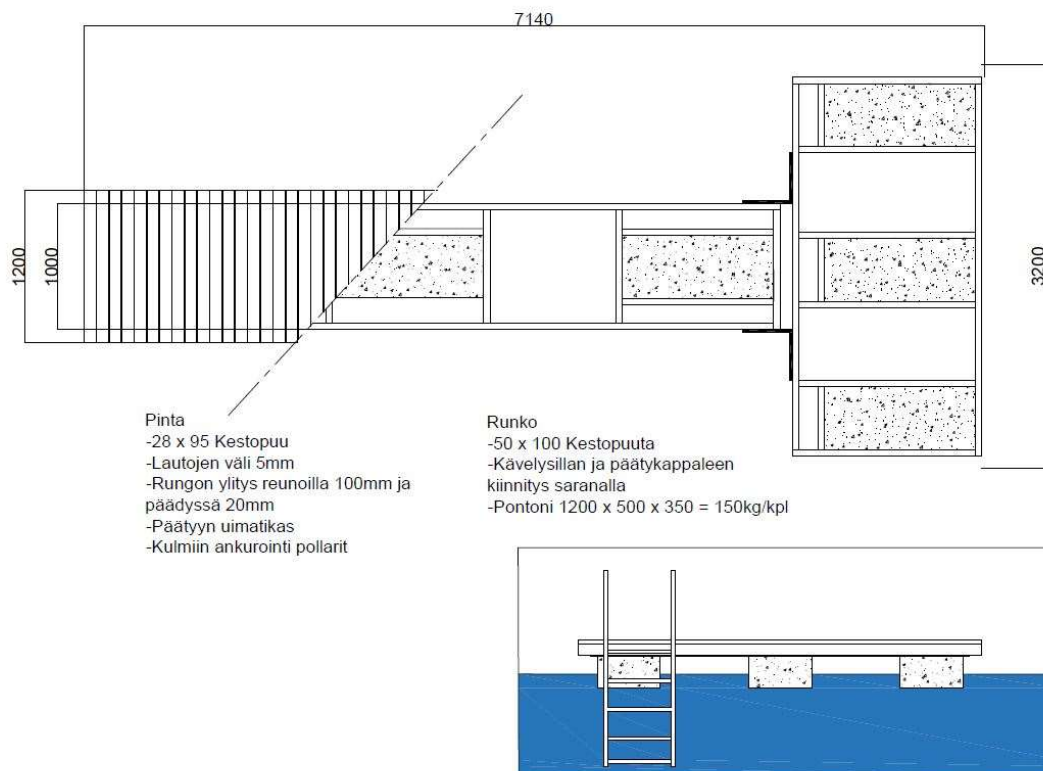 7140
1200
1000
3200
Pinta
-28 x 95 Kestopuu
-Lautojen väli 5mm
-Rungon ylitys reunoilla 100mm ja
päädyssä 20mm
-Päätyyn uimatikas
-Kulmiin ankurointi pollarit
Runko
-50 x 100 Kestopuuta
-Kävelysillan ja päätykappaleen
kiinnitys saranalla
-Pontoni 1200 x 500 x 350 = 150kg/kpl